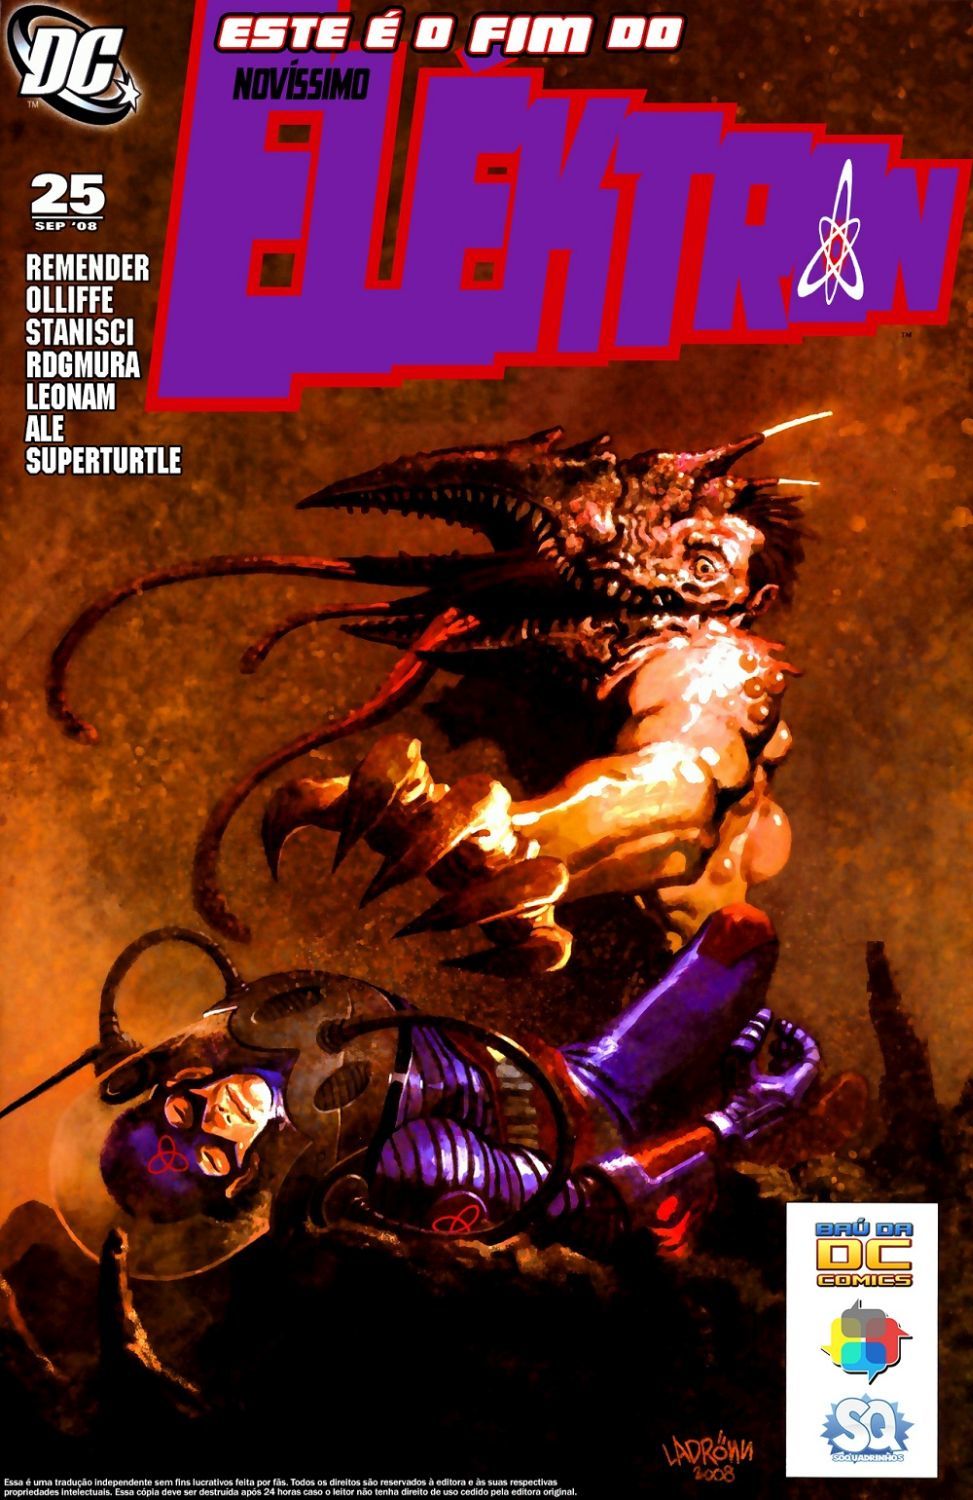 ESTE É O FIM DO
DC
TM
NOVÍSSIMO
ELÉKTRON
TM
25
SEP '08
REMENDER
OLLIFFE
STANISCI
RDGMURA
LEONAM
ALE
SUPERTURTLE
BAÚ DA
DC
COMICS
SQ
SÓQUADRINHOS
LADRÖNN
2008
Essa é uma tradução independente sem fins lucrativos feita por fãs. Todos os direitos são reservados à editora e às suas respectivas
propriedades intelectuais. Essa cópia deve ser destruída após 24 horas caso o leitor não tenha direito de uso cedido pela editora original.